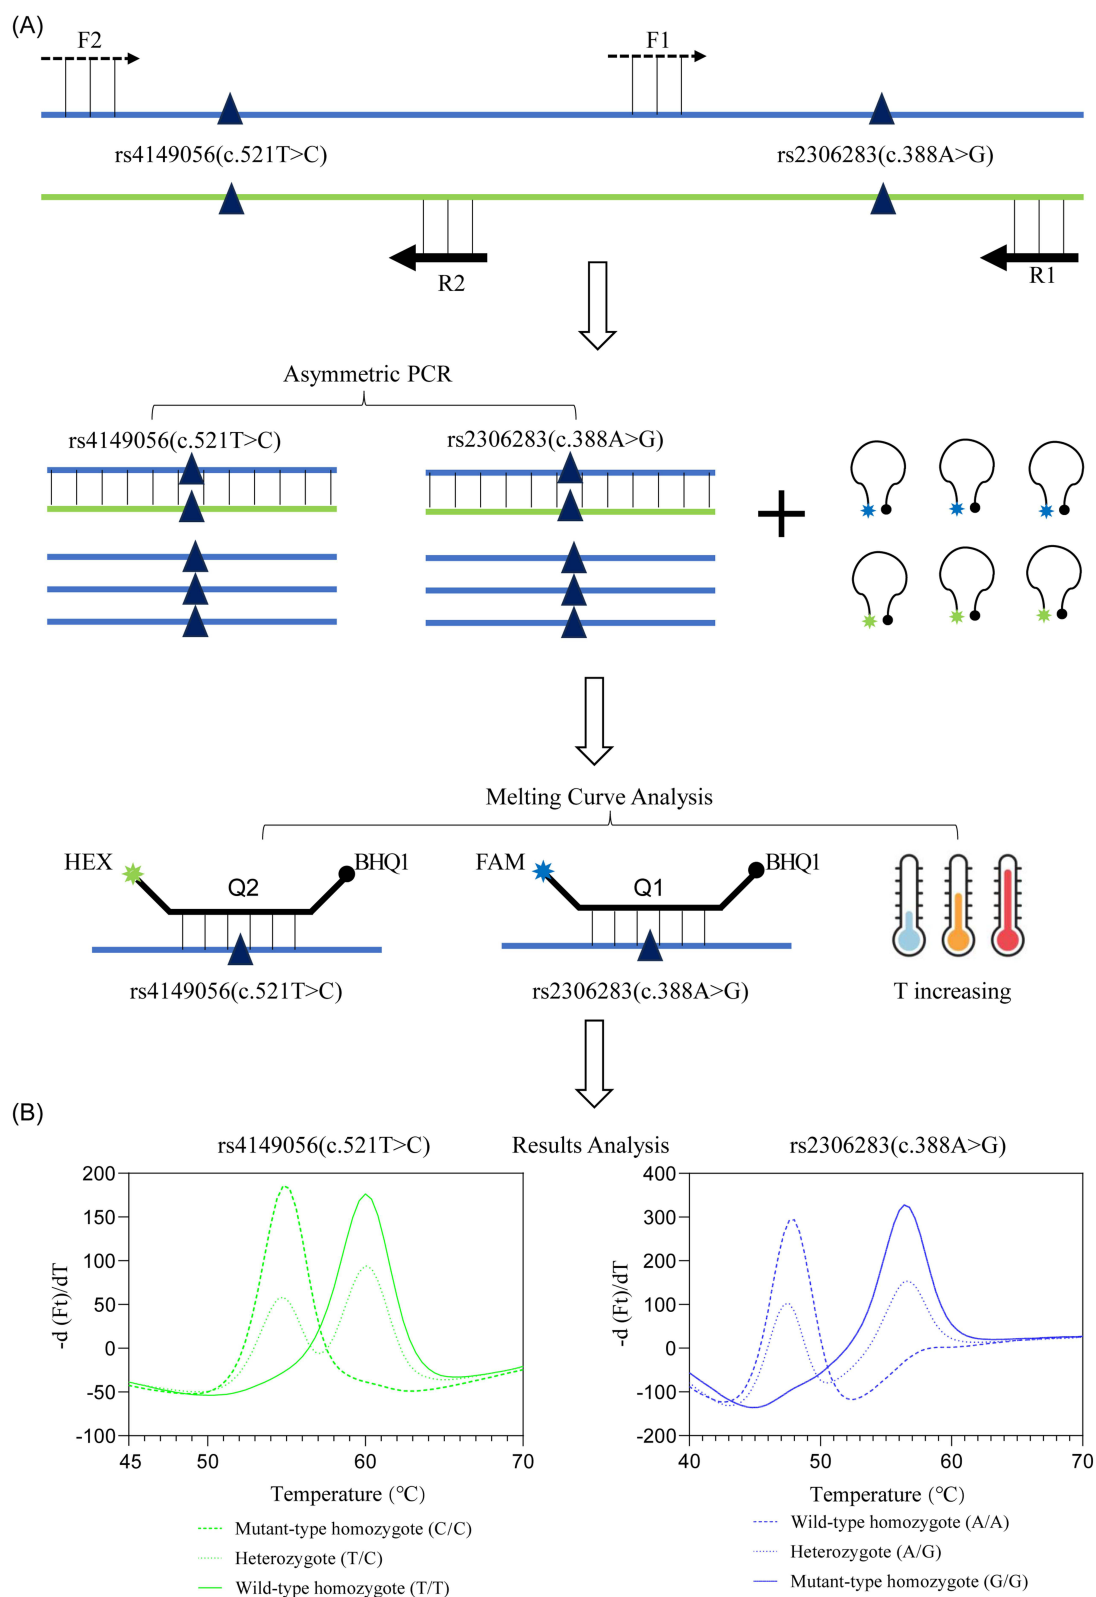 (A)
F2
F1
rs4149056(c.521T>C)
rs2306283(c.388A>G)
R2
R1
Asymmetric PCR
rs4149056(c.521T>C)
rs2306283(c.388A>G)
Melting Curve Analysis
HEX
Q2
BHQ1
FAM
Q1
BHQ1
rs4149056(c.521T>C)
rs2306283(c.388A>G)
T increasing
(B)
Results Analysis
rs4149056(c.521T>C)
200
150
100
50
0
-50
-100
-d (Ft)/dT
45
50
60
70
Temperature (°C)
Mutant-type homozygote (C/C)
Heterozygote (T/C)
Wild-type homozygote (T/T)
rs2306283(c.388A>G)
400
300
200
100
0
-100
-200
-d (Ft)/dT
40
50
60
70
Temperature (°C)
Wild-type homozygote (A/A)
Heterozygote (A/G)
Mutant-type homozygote (G/G)